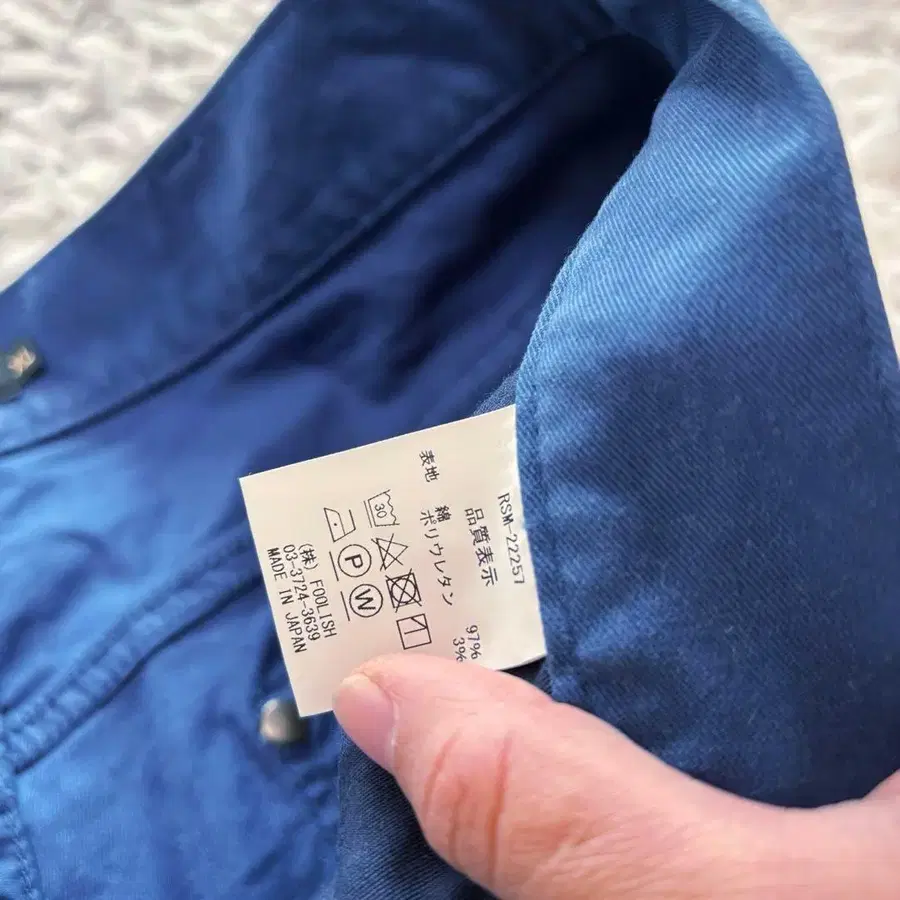 RSM-22257
品質表示
表地 綿 97%
ポリウレタン 3%
30
P W
(株) FOOLISH
03-3724-3639
MADE IN JAPAN